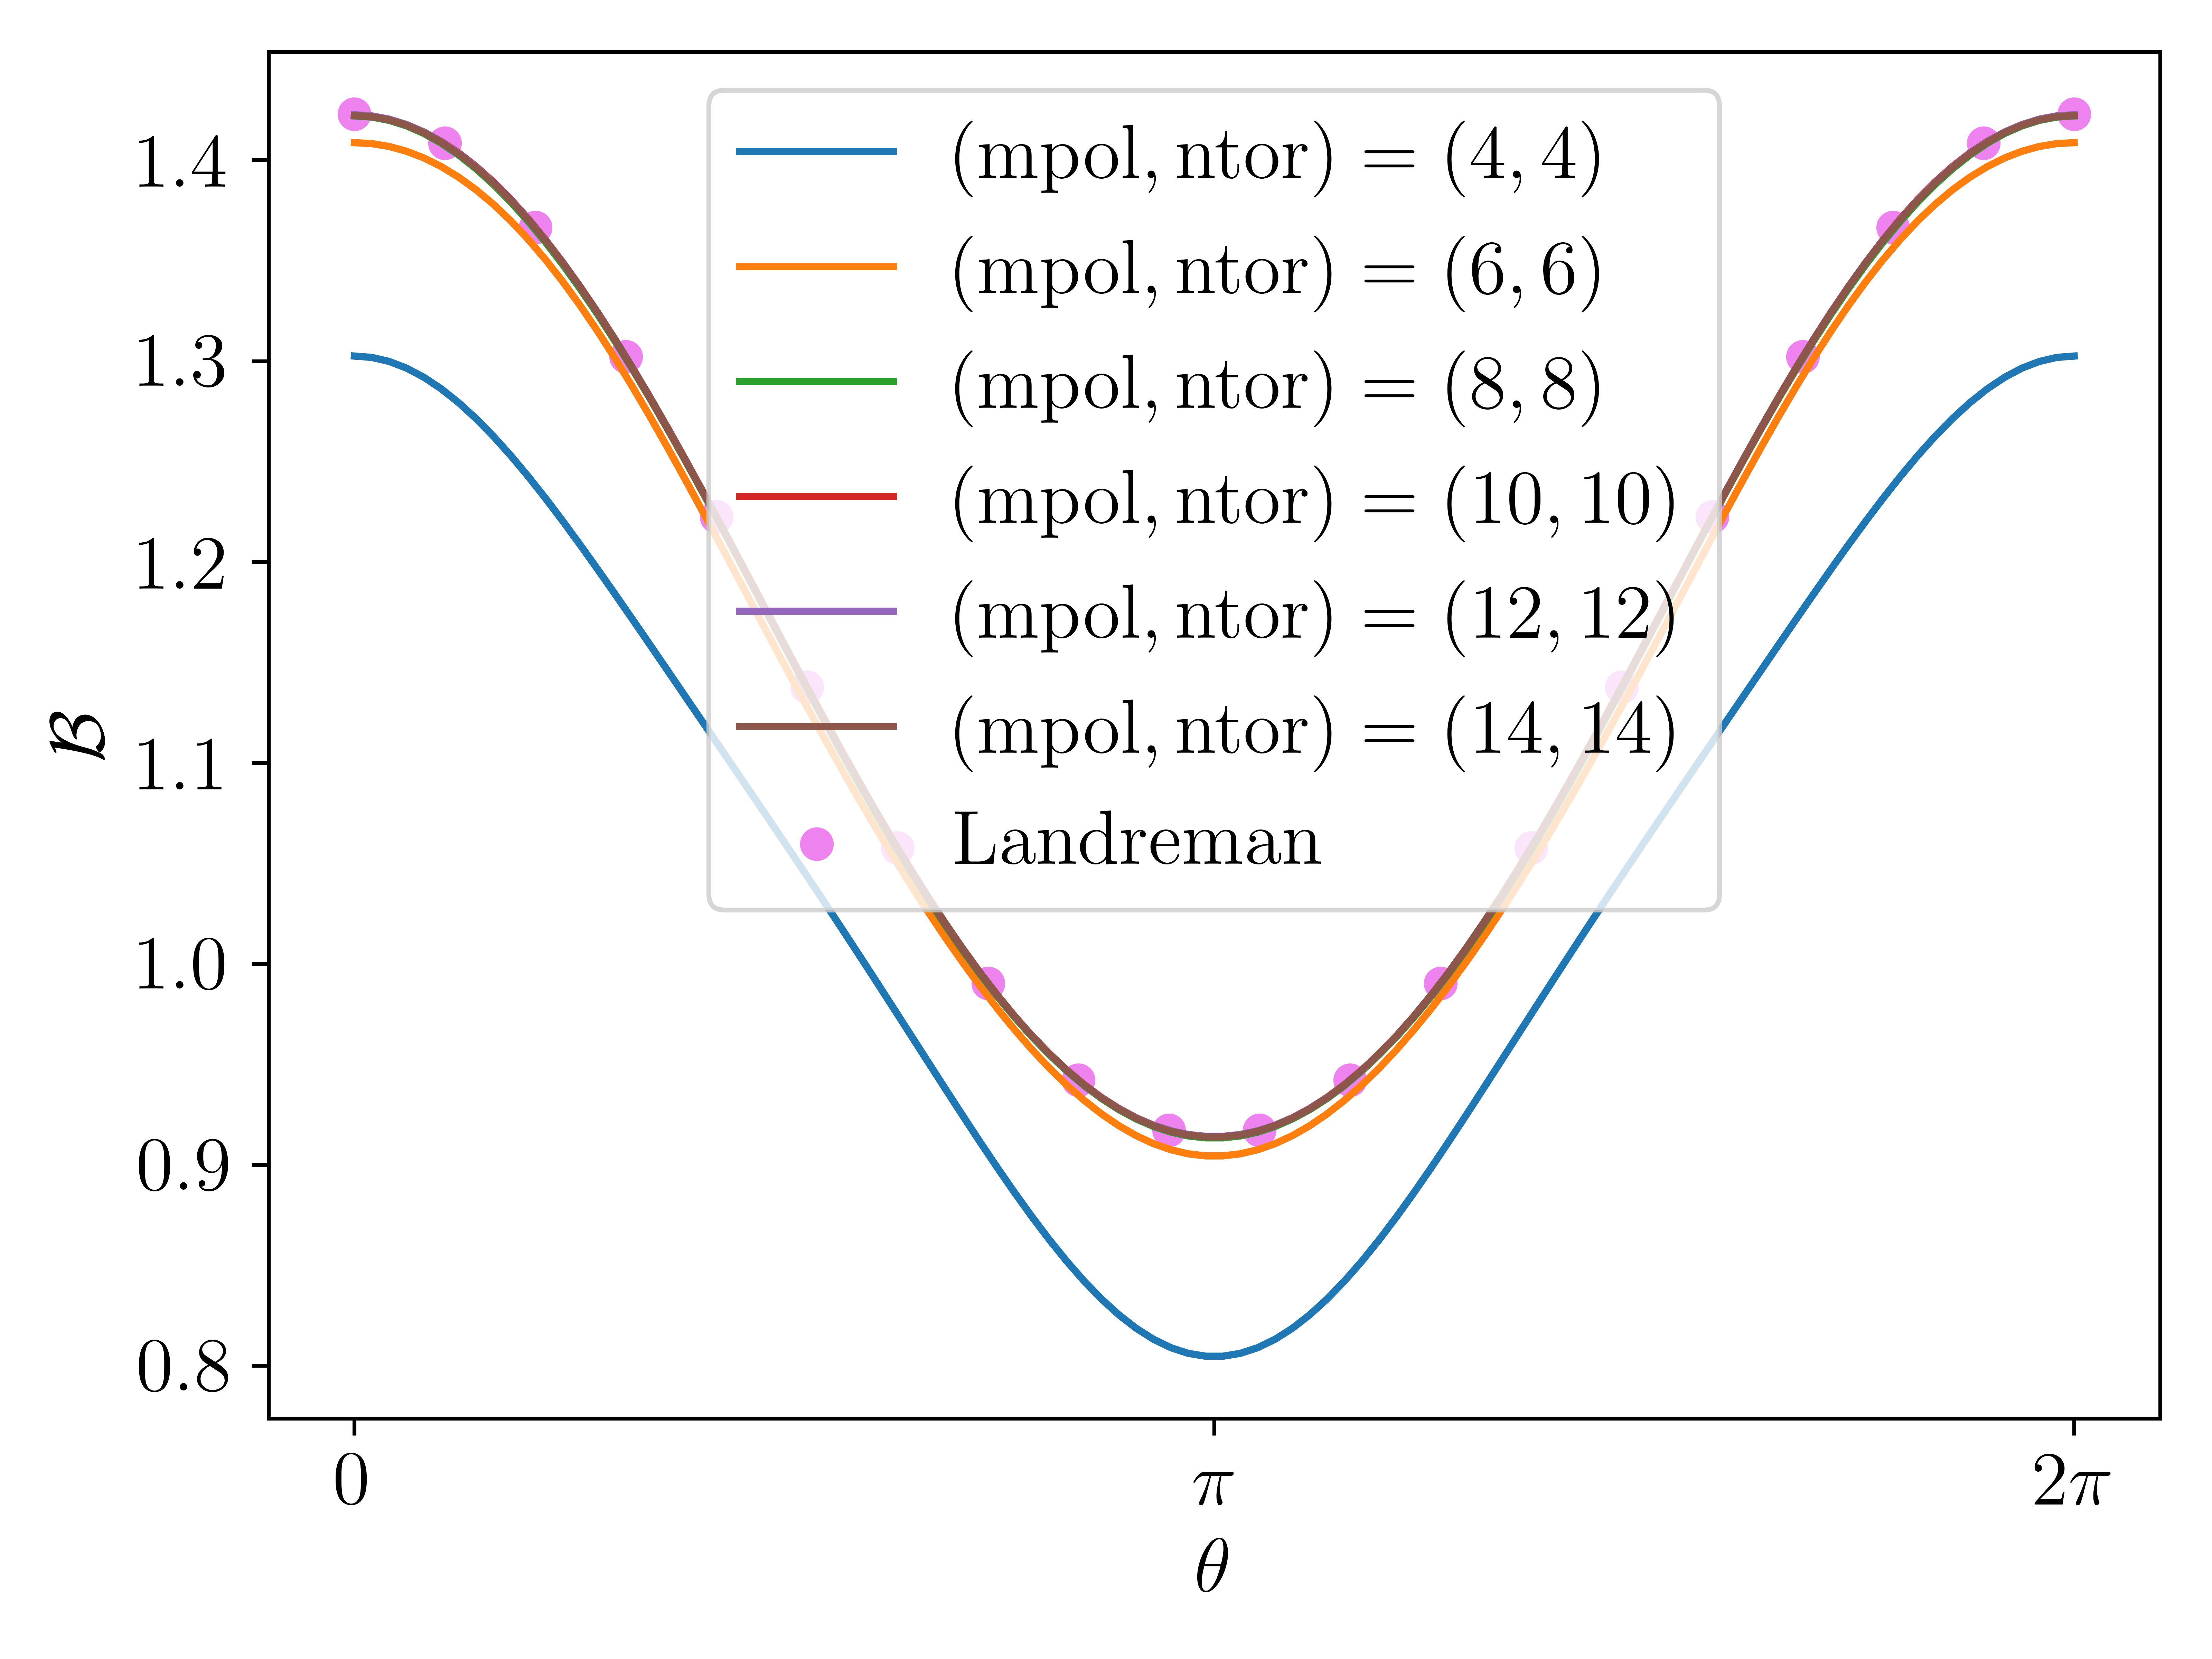 1.4
1.3
1.2
1.1
1.0
0.9
0.8
B
(mpol, ntor) = (4, 4)
(mpol, ntor) = (6, 6)
(mpol, ntor) = (8, 8)
(mpol, ntor) = (10, 10)
(mpol, ntor) = (12, 12)
(mpol, ntor) = (14, 14)
Landreman
0 π 2π
θ